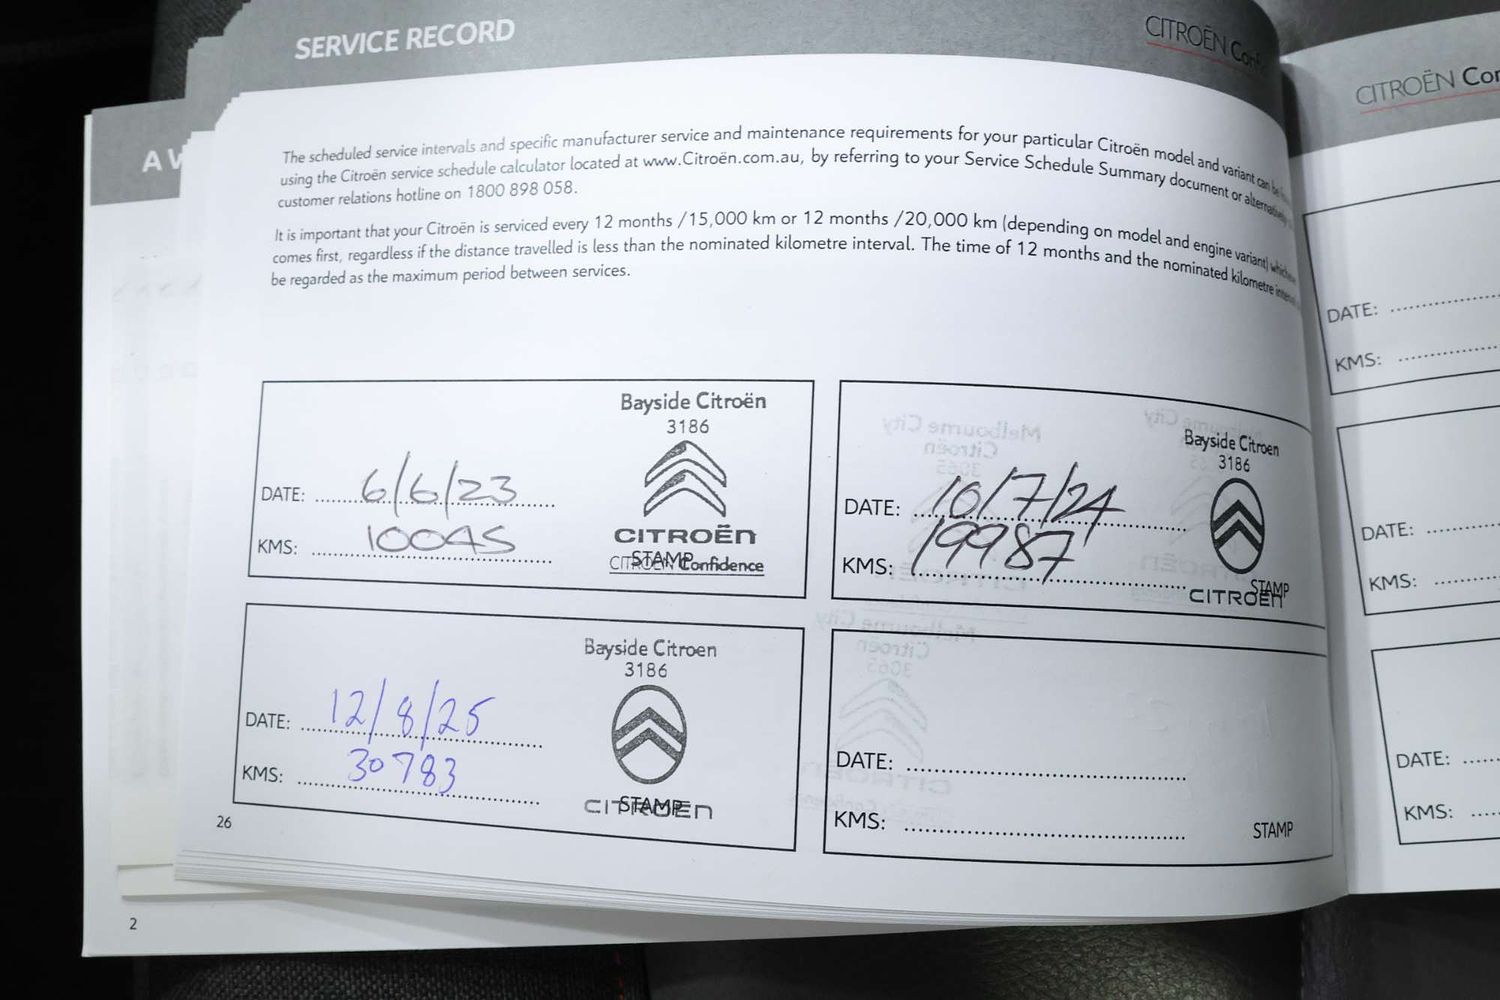 SERVICE RECORD
CITROËN
CITROËN
A
The scheduled service intervals and specific manufacturer service and maintenance requirements for your particular Citroën model and variant can be
using the Citroën service schedule calculator located at www.Citroën.com.au, by referring to your Service Schedule Summary document or alternatively
customer relations hotline on 1800 898 058.
It is important that your Citroën is serviced every 12 months /15,000 km or 12 months /20,000 km (depending on model and engine variant)
comes first, regardless if the distance travelled is less than the nominated kilometre interval. The time of 12 months and the nominated kilometre
be regarded as the maximum period between services.
Bayside Citroën
3186
DATE: 6/6/23
KMS: 10045
CITROËN
STAMP
CITROËN Confidence
Bayside Citroen
3186
DATE: 10/7/24
KMS: 19987
STAMP
CITROËN
Bayside Citroen
3186
DATE: 12/8/25
KMS: 30783
STAMP
CITROËN
Melbourne City
Citroën
3065
DATE:
KMS:
STAMP
DATE:
KMS:
DATE:
KMS:
DATE:
KMS:
26
2